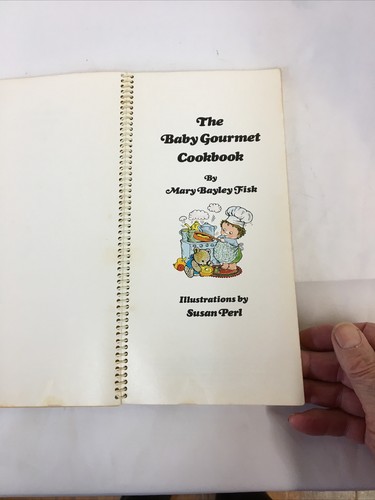 The
Baby Gourmet
Cookbook
By
Mary Bayley Fisk
Illustrations by
Susan Perl